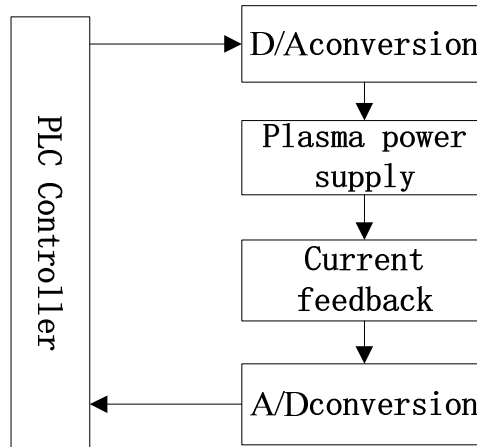 PLC Controller
D/Aconversion
Plasma power
supply
Current
feedback
A/Dconversion